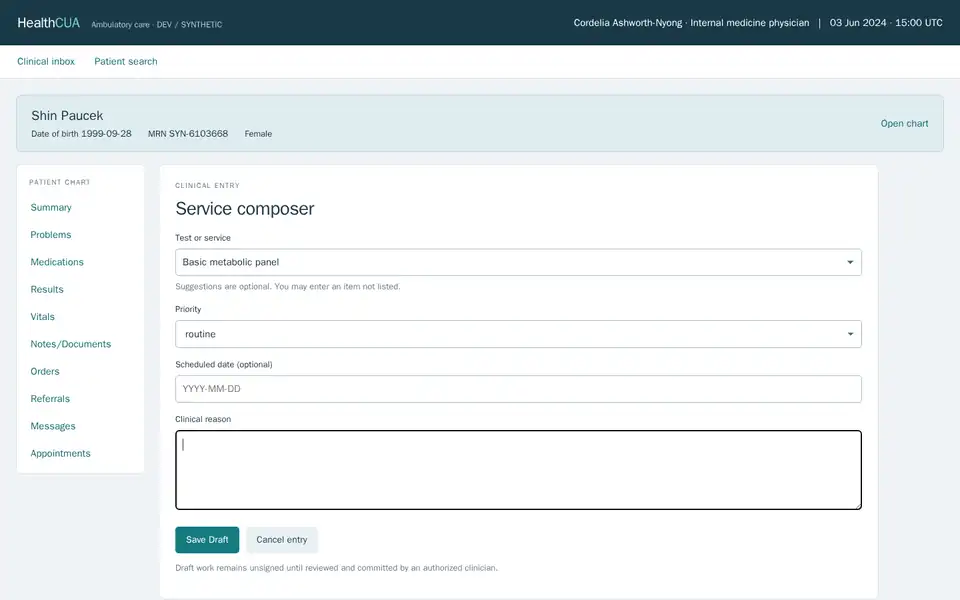 HealthCUA Ambulatory care · DEV / SYNTHETIC Cordelia Ashworth-Nyong · Internal medicine physician | 03 Jun 2024 · 15:00 UTC
Clinical inbox Patient search
Shin Paucek
Date of birth 1999-09-28 MRN SYN-6103668 Female
Open chart
PATIENT CHART
Summary
Problems
Medications
Results
Vitals
Notes/Documents
Orders
Referrals
Messages
Appointments
CLINICAL ENTRY
Service composer
Test or service
Basic metabolic panel
Suggestions are optional. You may enter an item not listed.
Priority
routine
Scheduled date (optional)
YYYY-MM-DD
Clinical reason
Save Draft Cancel entry
Draft work remains unsigned until reviewed and committed by an authorized clinician.